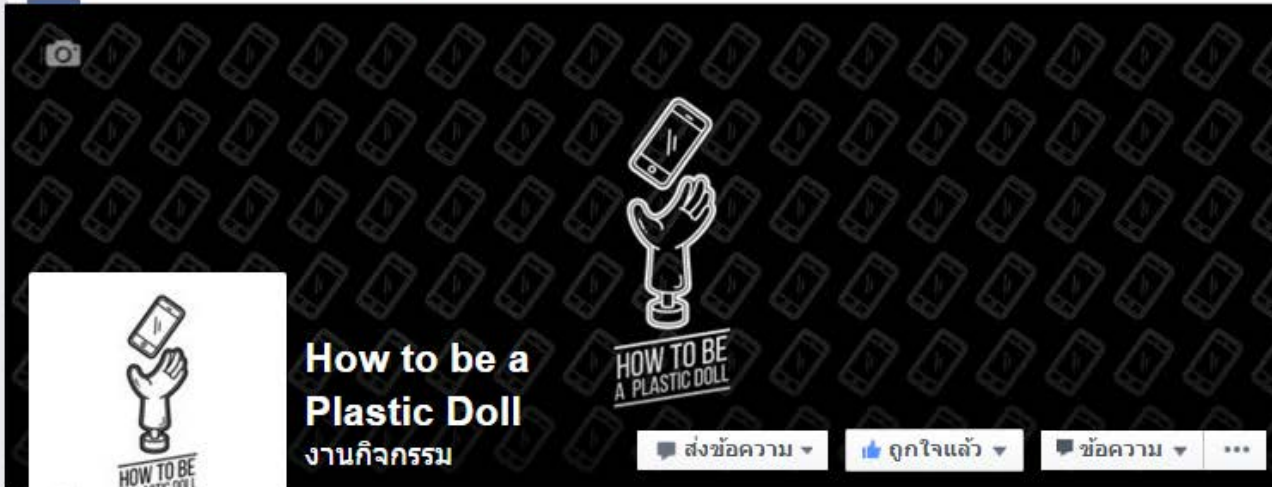 HOW TO BE
A PLASTIC DOLL
How to be a
Plastic Doll
งานกิจกรรม
ส่งข้อความ
ถูกใจแล้ว
ข้อความ
HOW TO BE